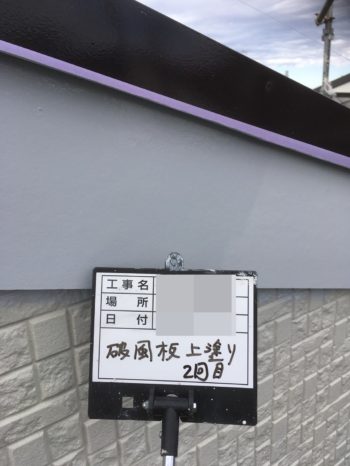 工事名
場所
日付
破風板上塗り
2回目